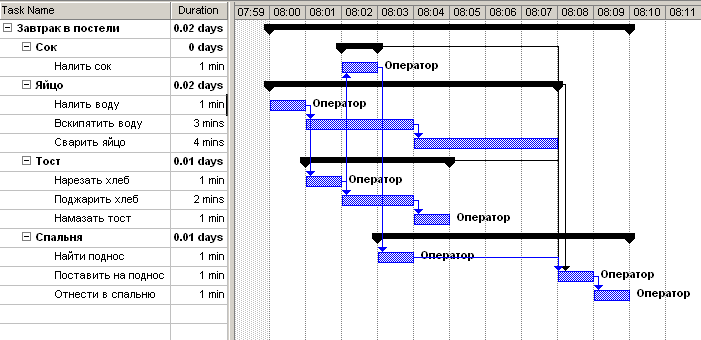 Task Name Duration 07:59 08:00 08:01 08:02 08:03 08:04 08:05 08:06 08:07 08:08 08:09 08:10 08:11
Завтрак в постели 0.02 days
Сок 0 days
Налить сок 1 min Оператор
Яйцо 0.02 days
Налить воду 1 min Оператор
Вскипятить воду 3 mins
Сварить яйцо 4 mins
Тост 0.01 days
Нарезать хлеб 1 min Оператор
Поджарить хлеб 2 mins
Намазать тост 1 min Оператор
Спальня 0.01 days
Найти поднос 1 min Оператор
Поставить на поднос 1 min Оператор
Отнести в спальню 1 min Оператор